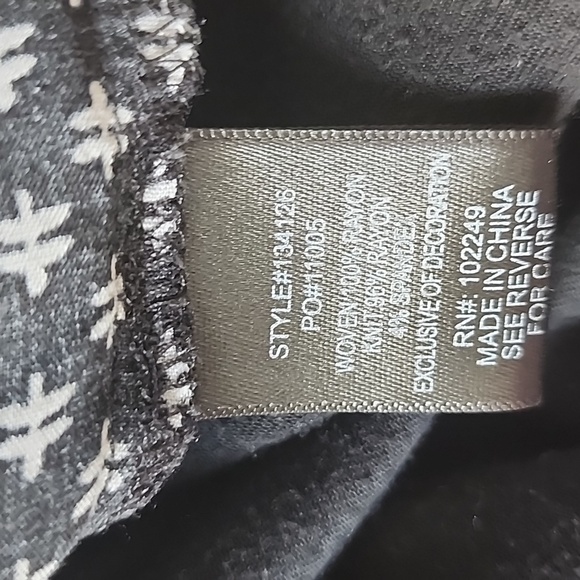 STYLE#1341126
PO#11005
WOVEN:100% RAYON
KNIT:96% RAYON
4% SPANDEX
EXCLUSIVE OF DECORATION
RN#: 102249
MADE IN CHINA
SEE REVERSE
FOR CARE